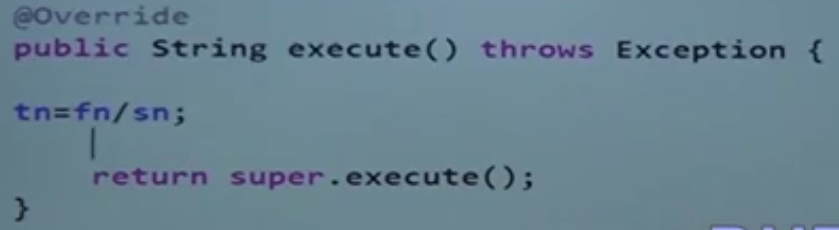 @Override
public String execute() throws Exception {
tn=fn/sn;
return super.execute();
}